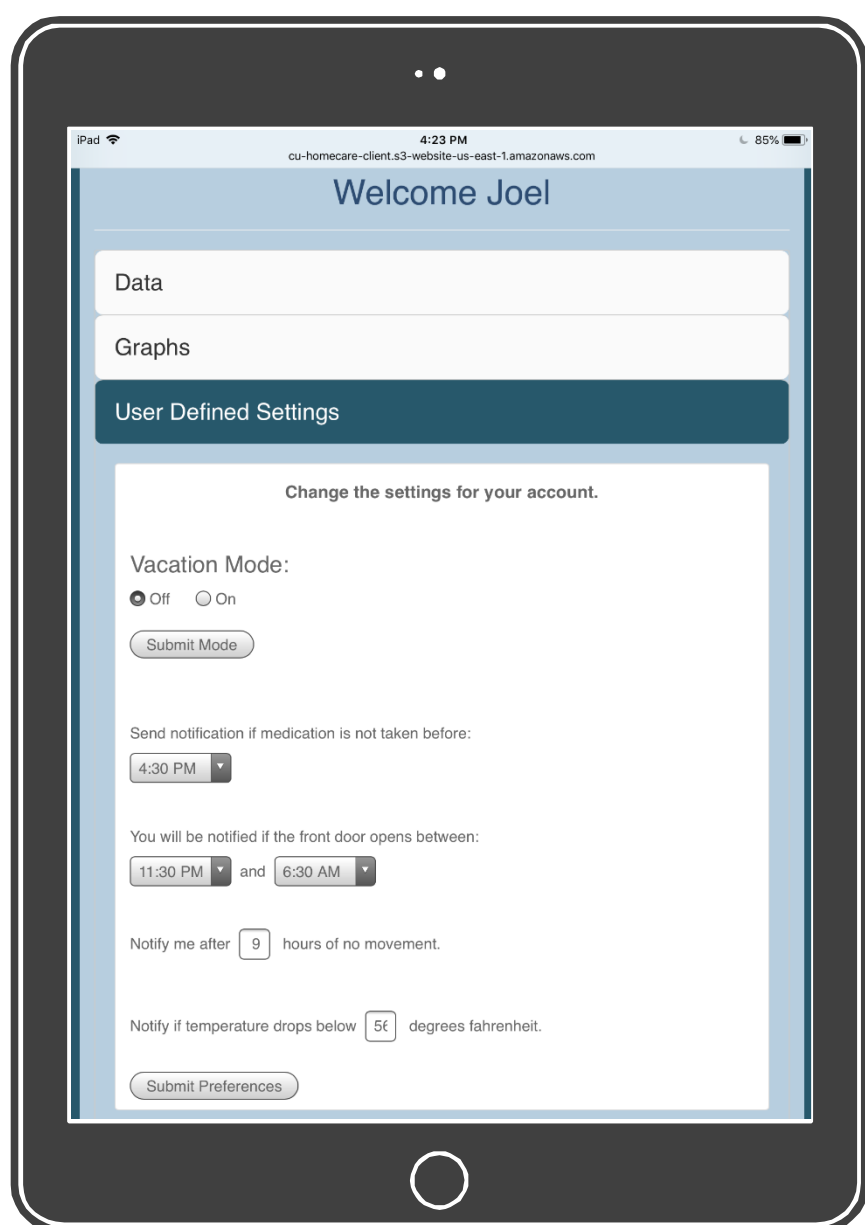 iPad 4:23 PM 85%
cu-homecare-client.s3-website-us-east-1.amazonaws.com
Welcome Joel
Data
Graphs
User Defined Settings
Change the settings for your account.
Vacation Mode:
Off On
Submit Mode
Send notification if medication is not taken before:
4:30 PM
You will be notified if the front door opens between:
11:30 PM and 6:30 AM
Notify me after 9 hours of no movement.
Notify if temperature drops below 56 degrees fahrenheit.
Submit Preferences